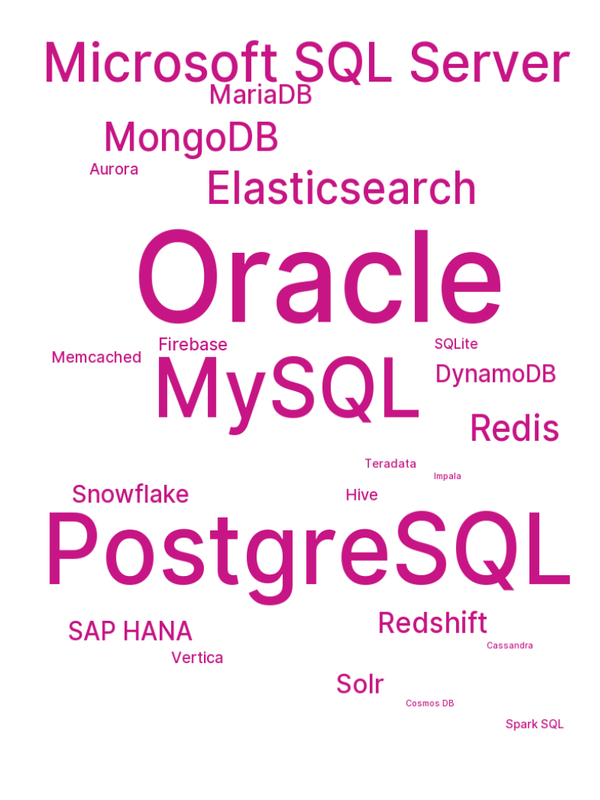 Microsoft SQL Server
MariaDB
MongoDB
Aurora
Elasticsearch
Oracle
Firebase
SQLite
Memcached
MySQL
DynamoDB
Redis
Teradata
Impala
Snowflake
Hive
PostgreSQL
Redshift
SAP HANA
Cassandra
Vertica
Solr
Cosmos DB
Spark SQL